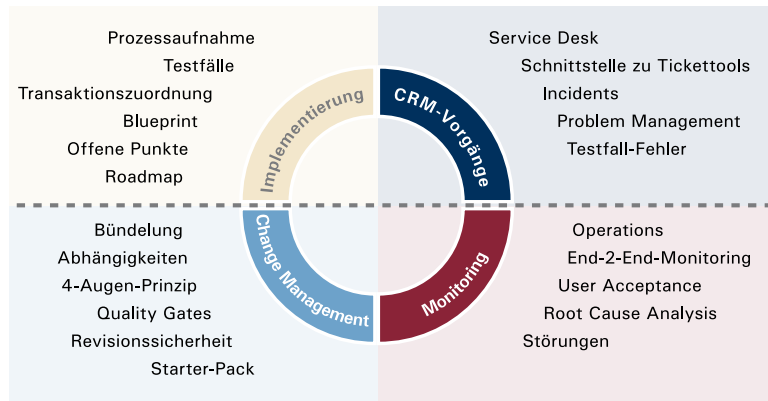 Prozessaufnahme
Testfälle
Transaktionszuordnung
Blueprint
Offene Punkte
Roadmap
Implementierung
CRM-Vorgänge
Service Desk
Schnittstelle zu Tickettools
Incidents
Problem Management
Testfall-Fehler
Bündelung
Abhängigkeiten
4-Augen-Prinzip
Quality Gates
Revisionssicherheit
Starter-Pack
Change Management
Monitoring
Operations
End-2-End-Monitoring
User Acceptance
Root Cause Analysis
Störungen